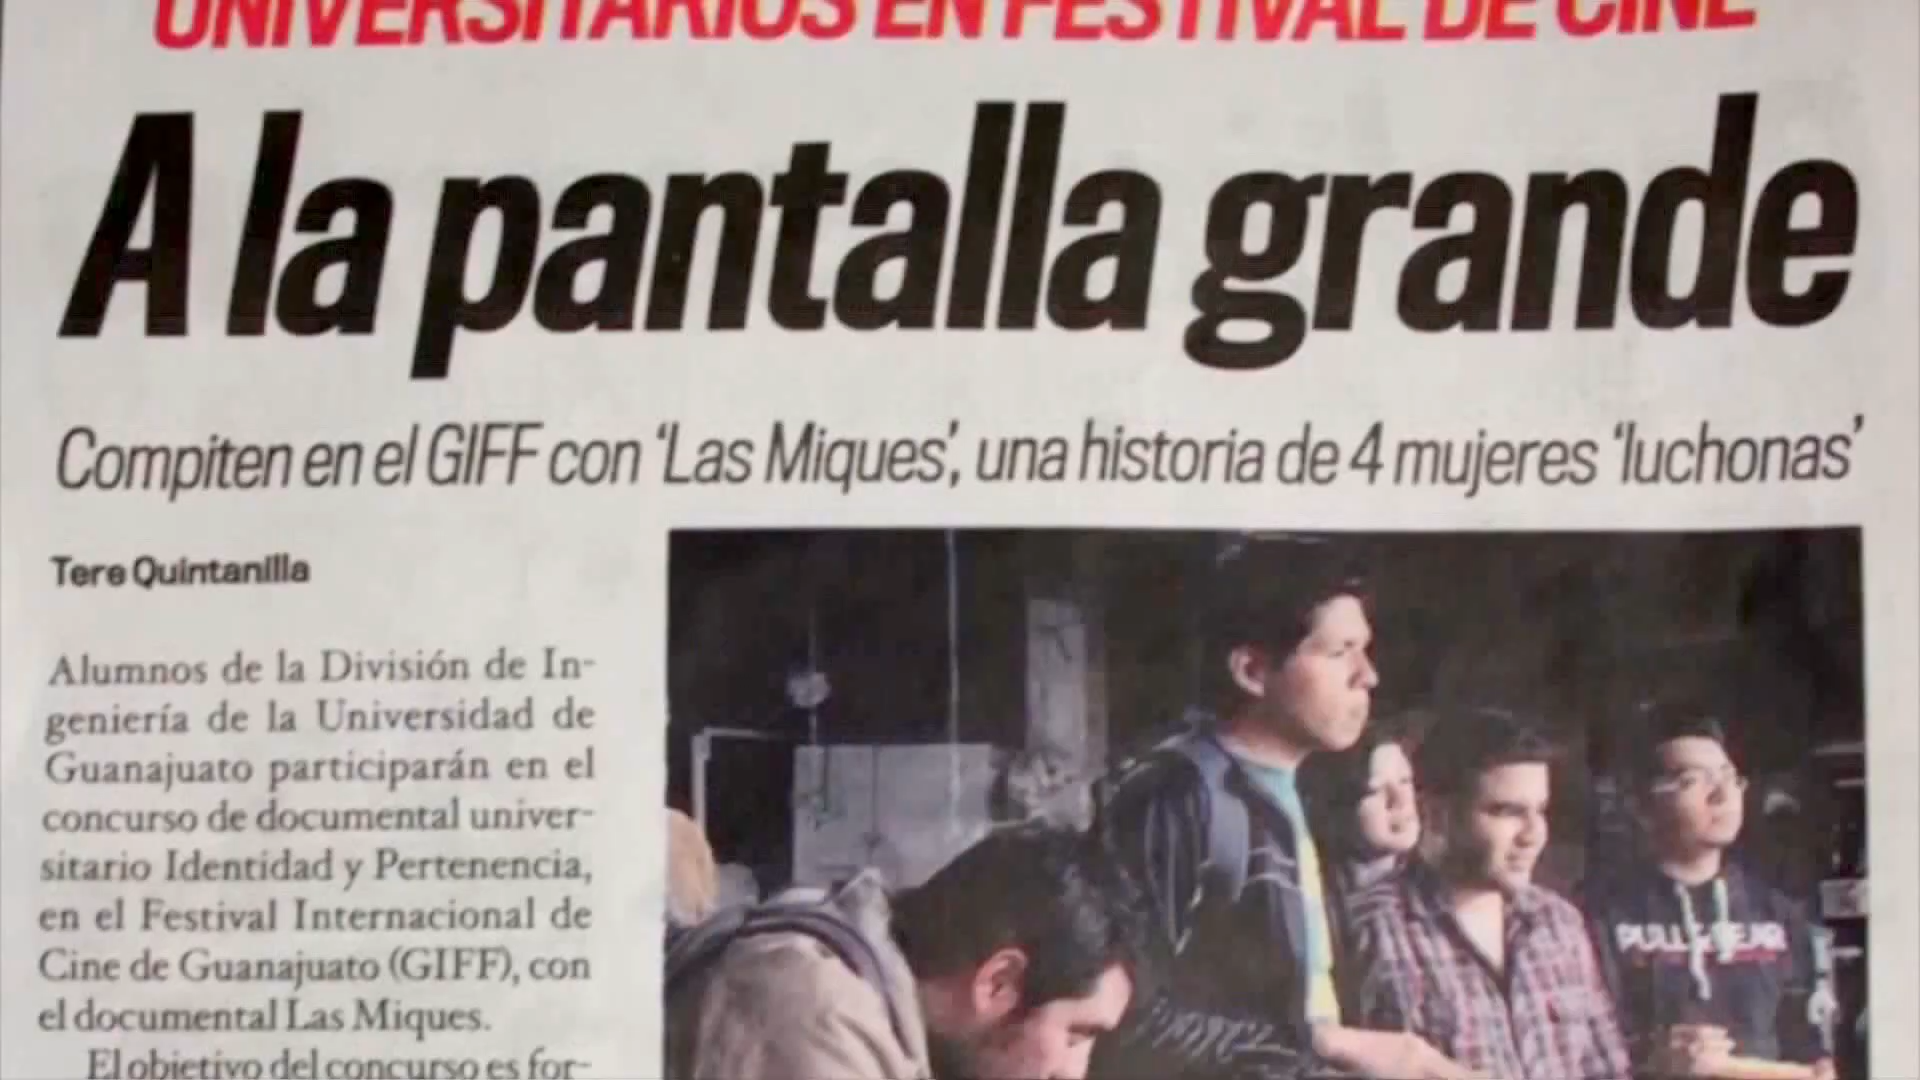 UNIVERSITARIOS EN FESTIVAL DE CINE
A la pantalla grande
Compiten en el GIFF con ‘Las Miques’, una historia de 4 mujeres ‘luchonas’
Tere Quintanilla
Alumnos de la División de In-
geniería de la Universidad de
Guanajuato participarán en el
concurso de documental univer-
sitario Identidad y Pertenencia,
en el Festival Internacional de
Cine de Guanajuato (GIFF), con
el documental Las Miques.
El objetivo del concurso es for-
PULL&BEAR